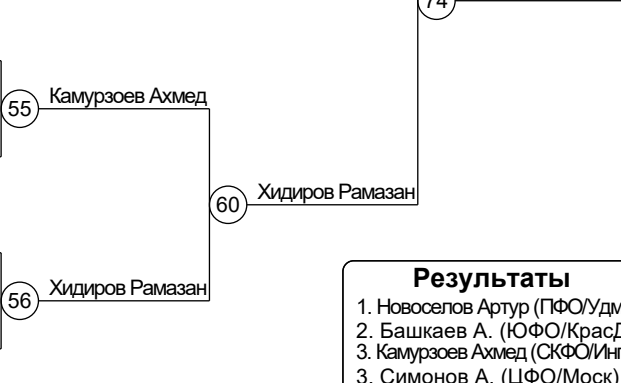 74
55 Камурзоев Ахмед
60 Хидиров Рамазан
56 Хидиров Рамазан
Результаты
1. Новоселов Артур (ПФО/Удм
2. Башкаев А. (ЮФО/КрасД
3. Камурзоев Ахмед (СКФО/Инг
3. Симонов А. (ЦФО/Моск)